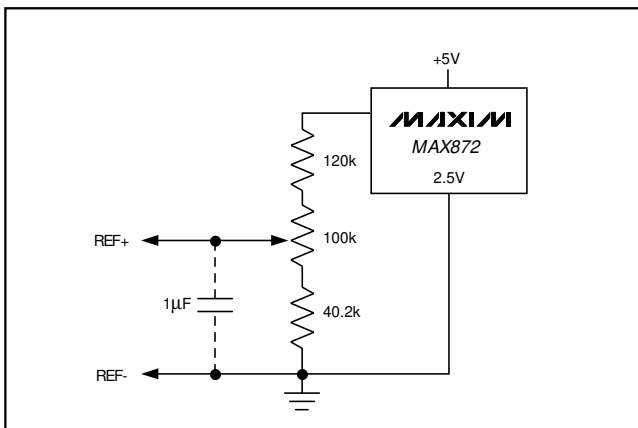 +5V
MAXIM
MAX872
2.5V
120k
100k
40.2k
REF+
1μF
REF-